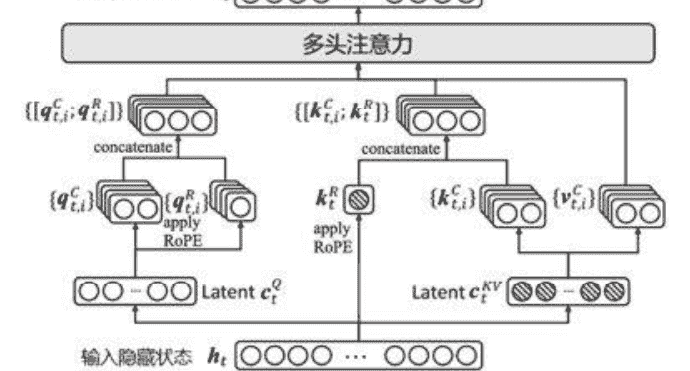 多头注意力
{[q^C_{t,i}; q^R_{t,i}]}
concatenate
{[k^C_{t,i}; k^R_t]}
concatenate
{q^C_{t,i}}
{q^R_{t,i}}
apply
RoPE
k^R_t
apply
RoPE
{k^C_{t,i}}
{v^C_{t,i}}
Latent c^Q_t
Latent c^{KV}_t
输入隐藏状态 h_t